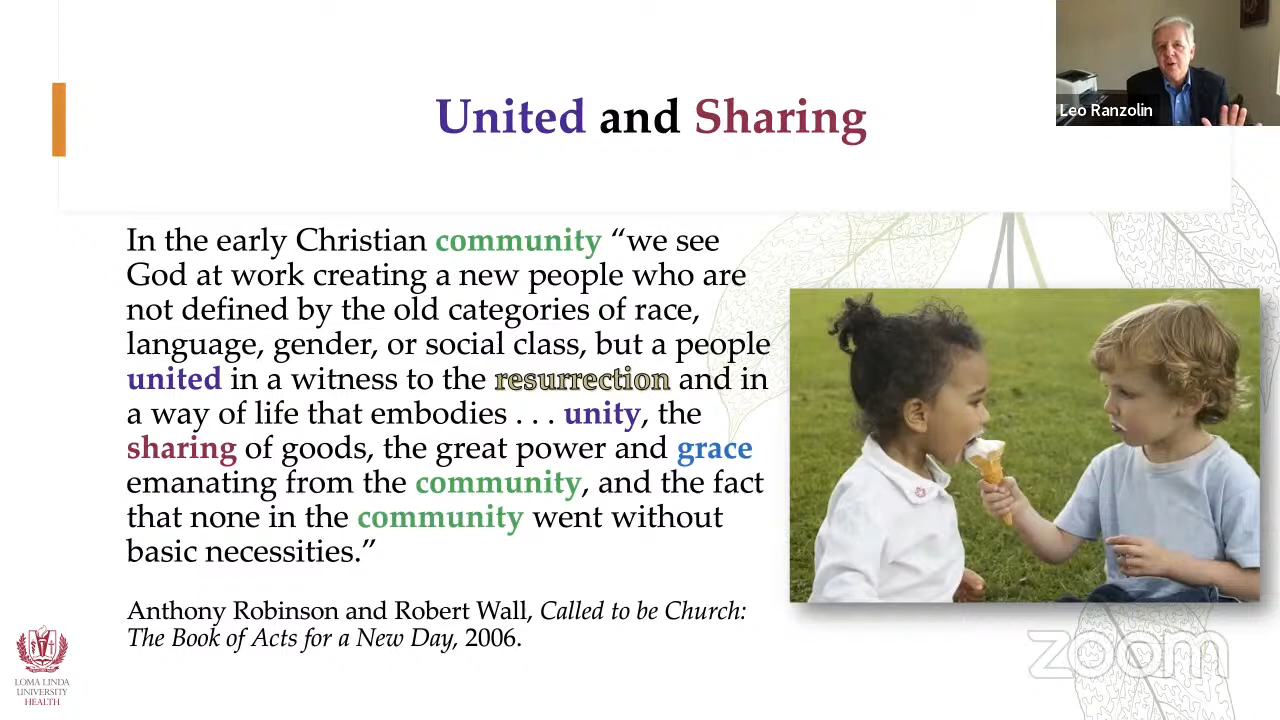 Leo Ranzolin
United and Sharing
In the early Christian community “we see
God at work creating a new people who are
not defined by the old categories of race,
language, gender, or social class, but a people
united in a witness to the resurrection and in
a way of life that embodies . . . unity, the
sharing of goods, the great power and grace
emanating from the community, and the fact
that none in the community went without
basic necessities.”
Anthony Robinson and Robert Wall, Called to be Church:
The Book of Acts for a New Day, 2006.
LOMA LINDA
UNIVERSITY
HEALTH
zoom